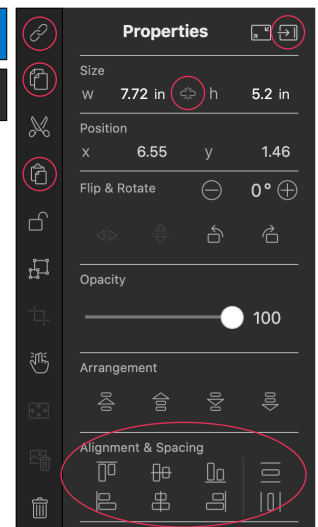 Properties
Size
w 7.72 in h 5.2 in
Position
x 6.55 y 1.46
Flip & Rotate 0°
Opacity
100
Arrangement
Alignment & Spacing